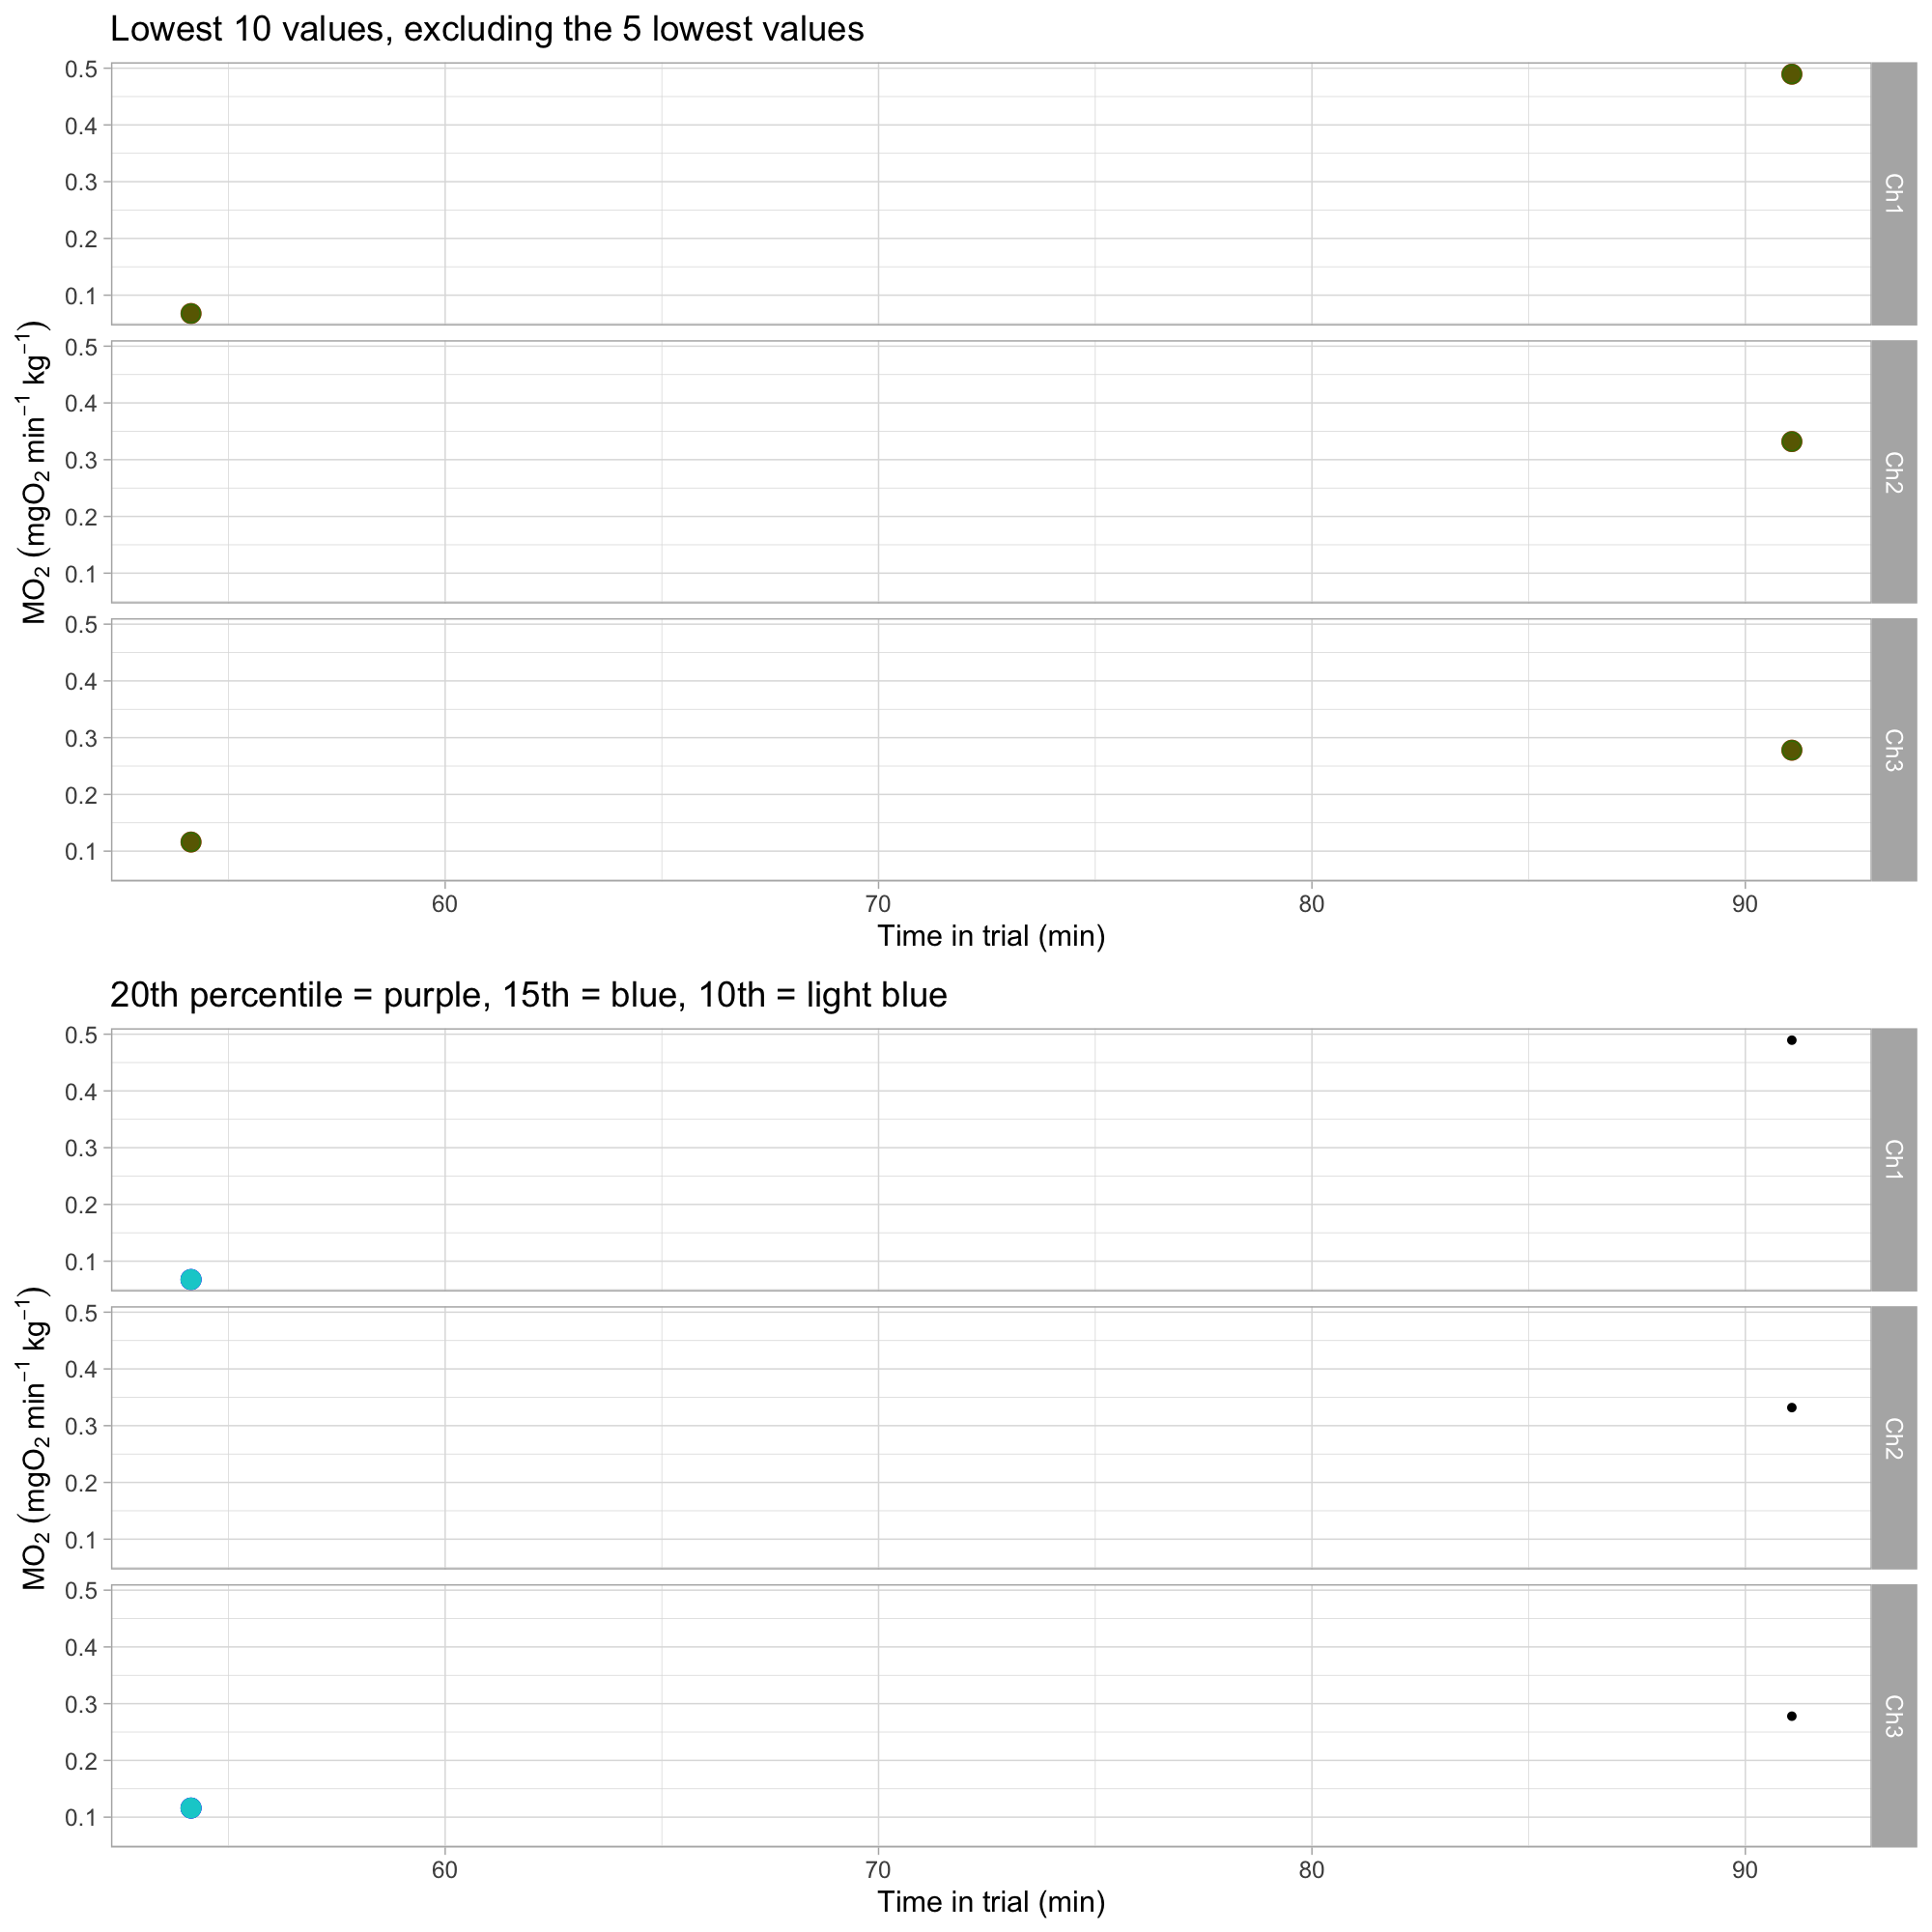 Lowest 10 values, excluding the 5 lowest values
0.5
0.4
0.3
0.2
0.1
Ch1
0.5
0.4
0.3
0.2
0.1
Ch2
0.5
0.4
0.3
0.2
0.1
Ch3
MO₂ (mgO₂ min⁻¹ kg⁻¹)
60 70 80 90
Time in trial (min)
20th percentile = purple, 15th = blue, 10th = light blue
0.5
0.4
0.3
0.2
0.1
Ch1
0.5
0.4
0.3
0.2
0.1
Ch2
0.5
0.4
0.3
0.2
0.1
Ch3
MO₂ (mgO₂ min⁻¹ kg⁻¹)
60 70 80 90
Time in trial (min)